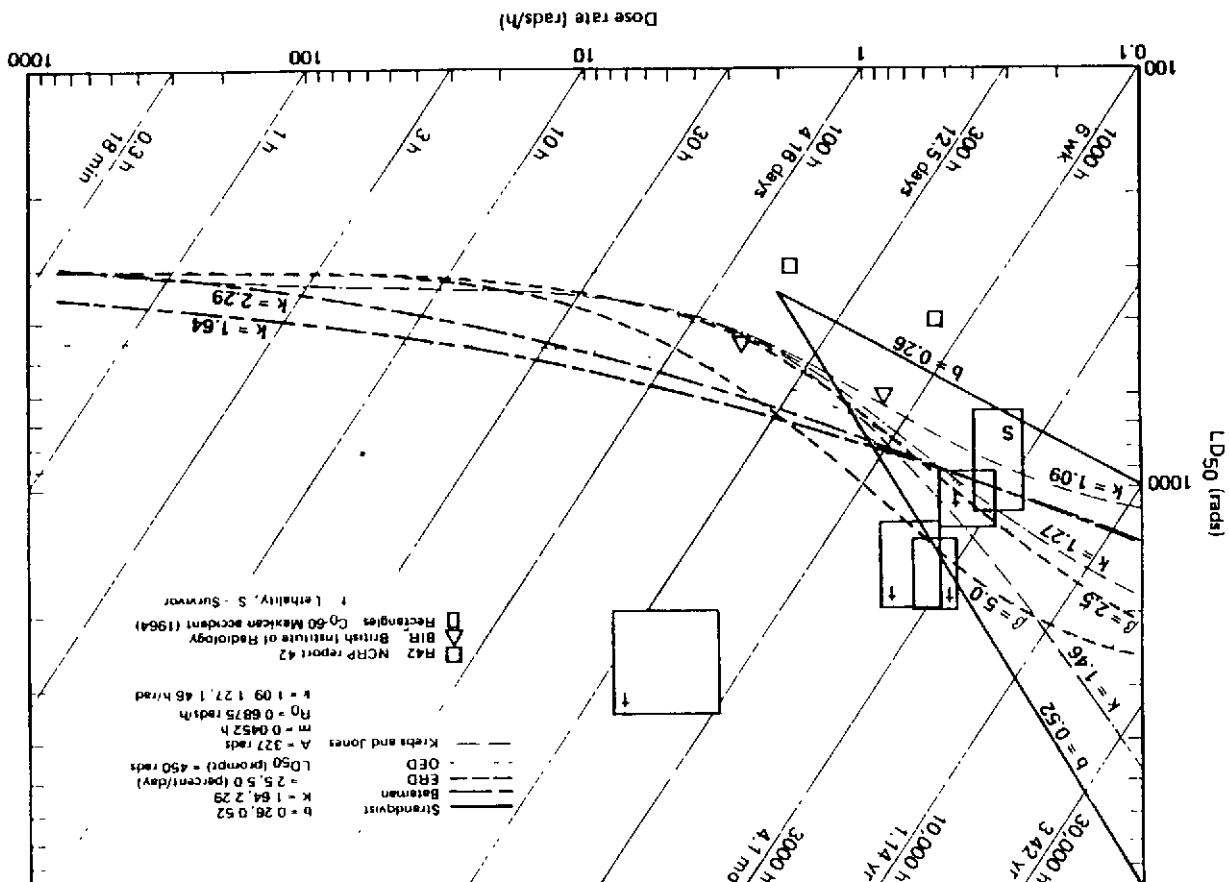 30,000 h
3.42 yr
10,000 h
1.14 yr
3000 h
4.1 mo
Strandqvist b = 0.26, 0.52
Bateman K = 1.64, 2.29
ERD = 2.5, 5.0 (percent/day)
OED LD50 (prompt) = 450 rads
Krebs and Jones A = 327 rads
m = 0.0452 h
R0 = 0.6875 rads/h
k = 1.09 1.27, 1.46 h/rad
R42 NCRP report 42
BIR British Institute of Radiology
Rectangles Co-60 Mexican accident (1964)
† Lethality, S - Survivor
b = 0.52
k = 1.46
β = 5.0
β = 2.5
k = 1.27
†
†
†
†
LD50 (rads)
1000
k = 1.09
S
b = 0.26
k = 1.64
k = 2.29
1000 h
6 wk
300 h
12.5 days
100 h
4 16 days
30 h
10 h
3 h
1 h
0.3 h
18 min
100
0.1
1
10
100
1000
Dose rate (rads/h)